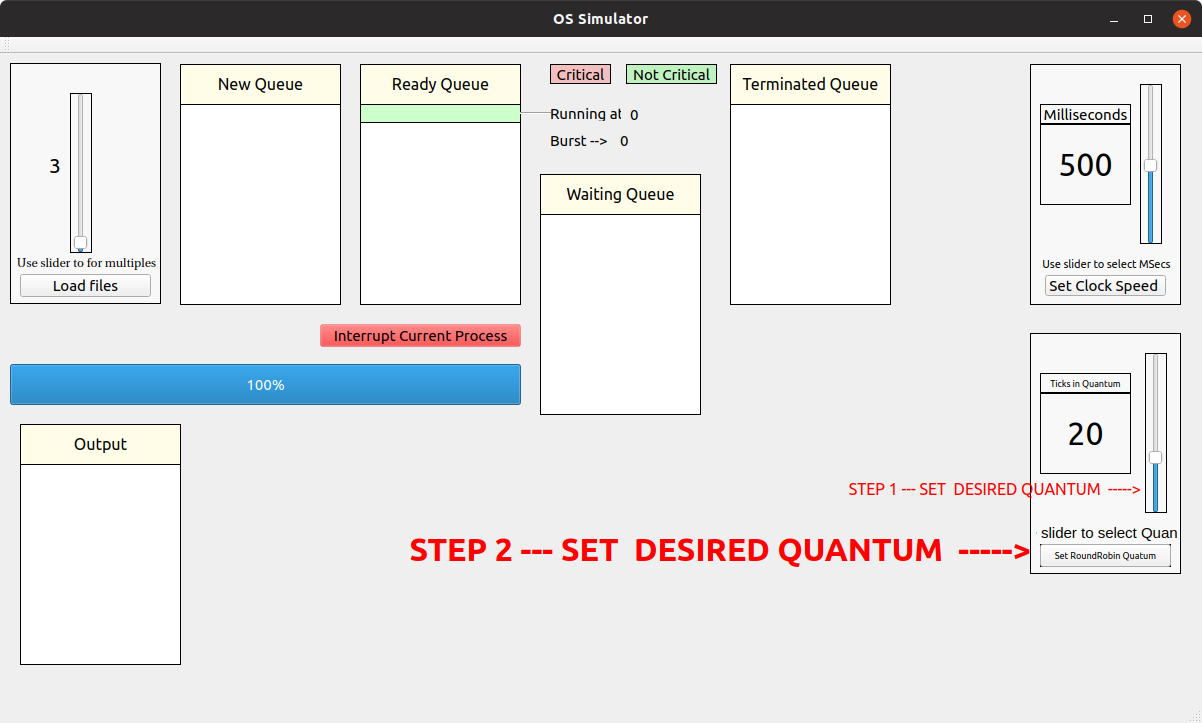 OS Simulator
New Queue
Ready Queue
Critical
Not Critical
Terminated Queue
Milliseconds
Running at 0
Burst --> 0
3
500
Waiting Queue
Use slider to for multiples
Load files
Use slider to select MSecs
Set Clock Speed
Interrupt Current Process
100%
Ticks in Quantum
20
Output
STEP 1 --- SET  DESIRED QUANTUM  ----->
slider to select Quan
STEP 2 --- SET  DESIRED QUANTUM  ----->
Set RoundRobin Quatum